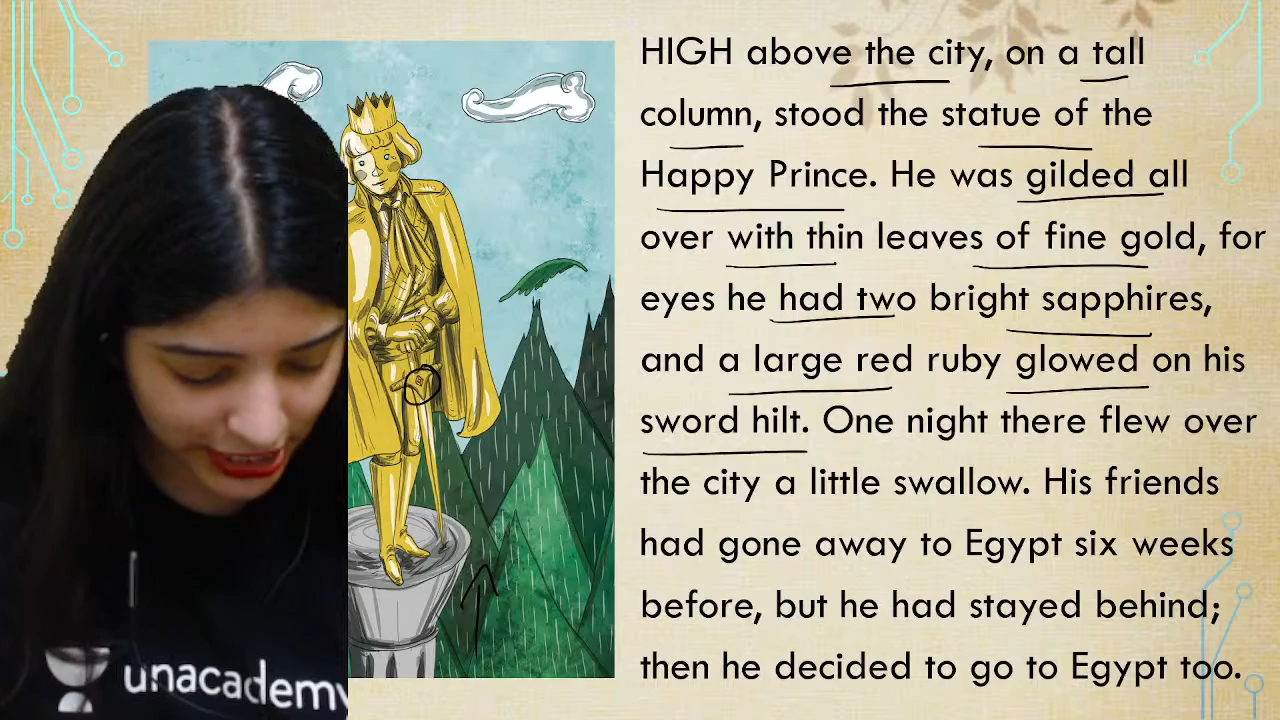 HIGH above the city, on a tall
column, stood the statue of the
Happy Prince. He was gilded all
over with thin leaves of fine gold, for
eyes he had two bright sapphires,
and a large red ruby glowed on his
sword hilt. One night there flew over
the city a little swallow. His friends
had gone away to Egypt six weeks
before, but he had stayed behind;
then he decided to go to Egypt too.
unacademy